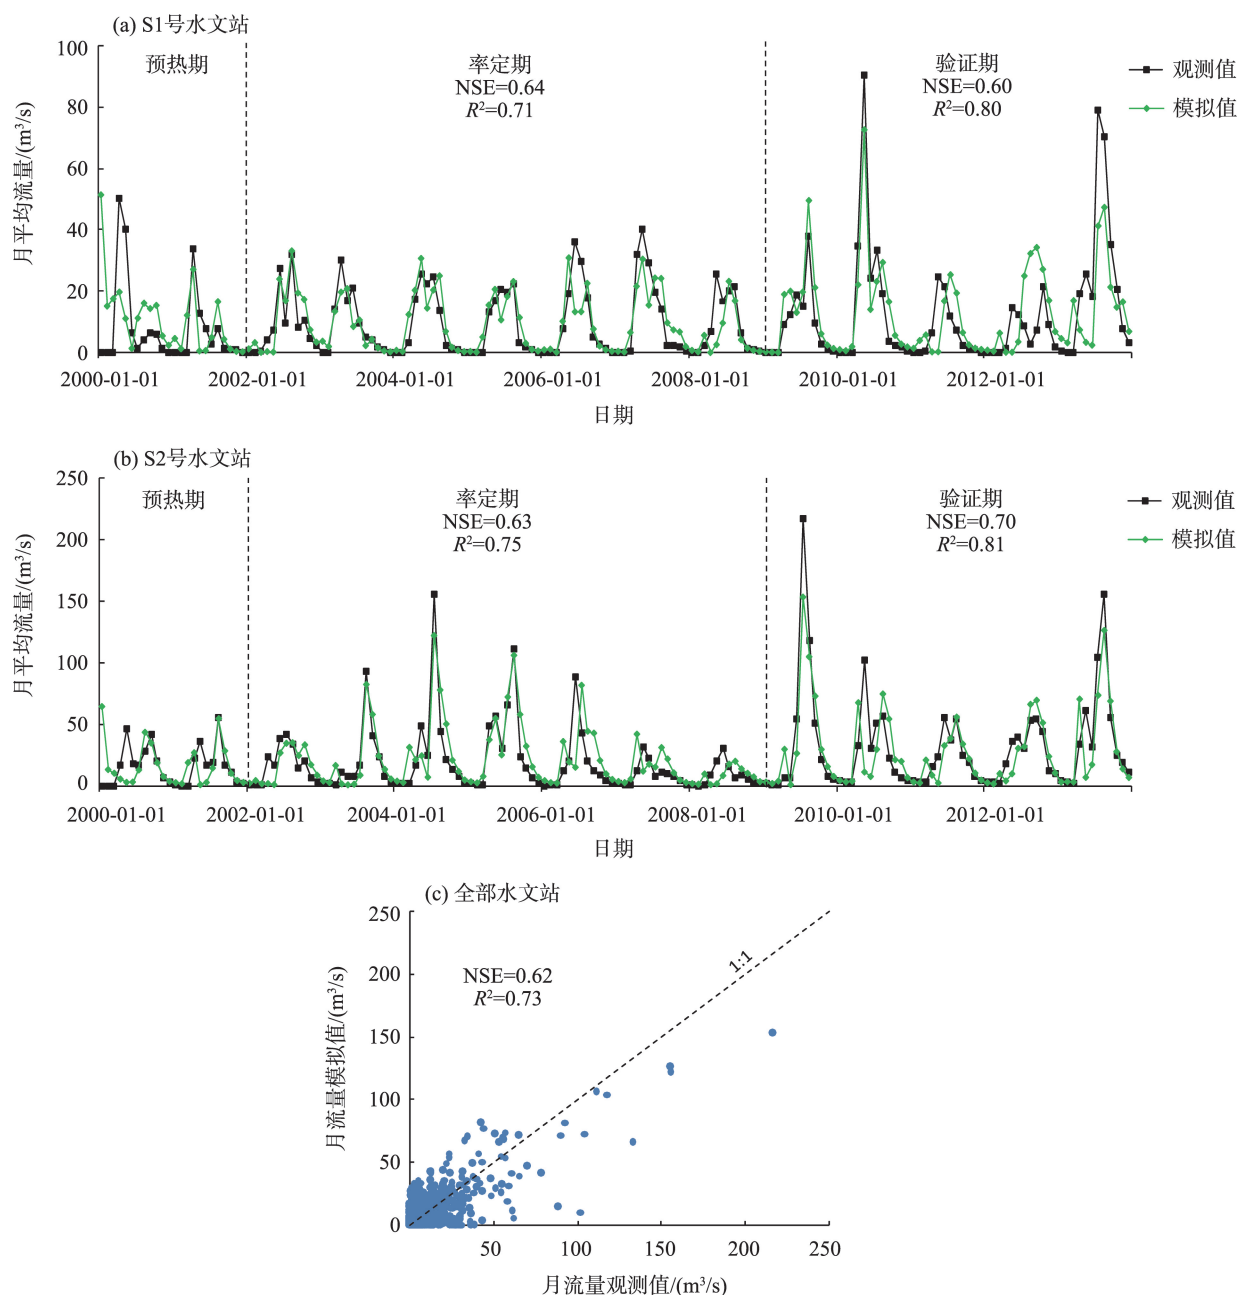 (a) S1号水文站
100
80
60
40
20
0
月平均流量/(m³/s)
预热期
率定期
NSE=0.64
R²=0.71
验证期
NSE=0.60
R²=0.80
观测值
模拟值
2000-01-01
2002-01-01
2004-01-01
2006-01-01
2008-01-01
2010-01-01
2012-01-01
日期
(b) S2号水文站
250
200
150
100
50
0
月平均流量/(m³/s)
预热期
率定期
NSE=0.63
R²=0.75
验证期
NSE=0.70
R²=0.81
观测值
模拟值
2000-01-01
2002-01-01
2004-01-01
2006-01-01
2008-01-01
2010-01-01
2012-01-01
日期
(c) 全部水文站
250
200
150
100
50
0
月流量模拟值/(m³/s)
NSE=0.62
R²=0.73
1:1
50
100
150
200
250
月流量观测值/(m³/s)